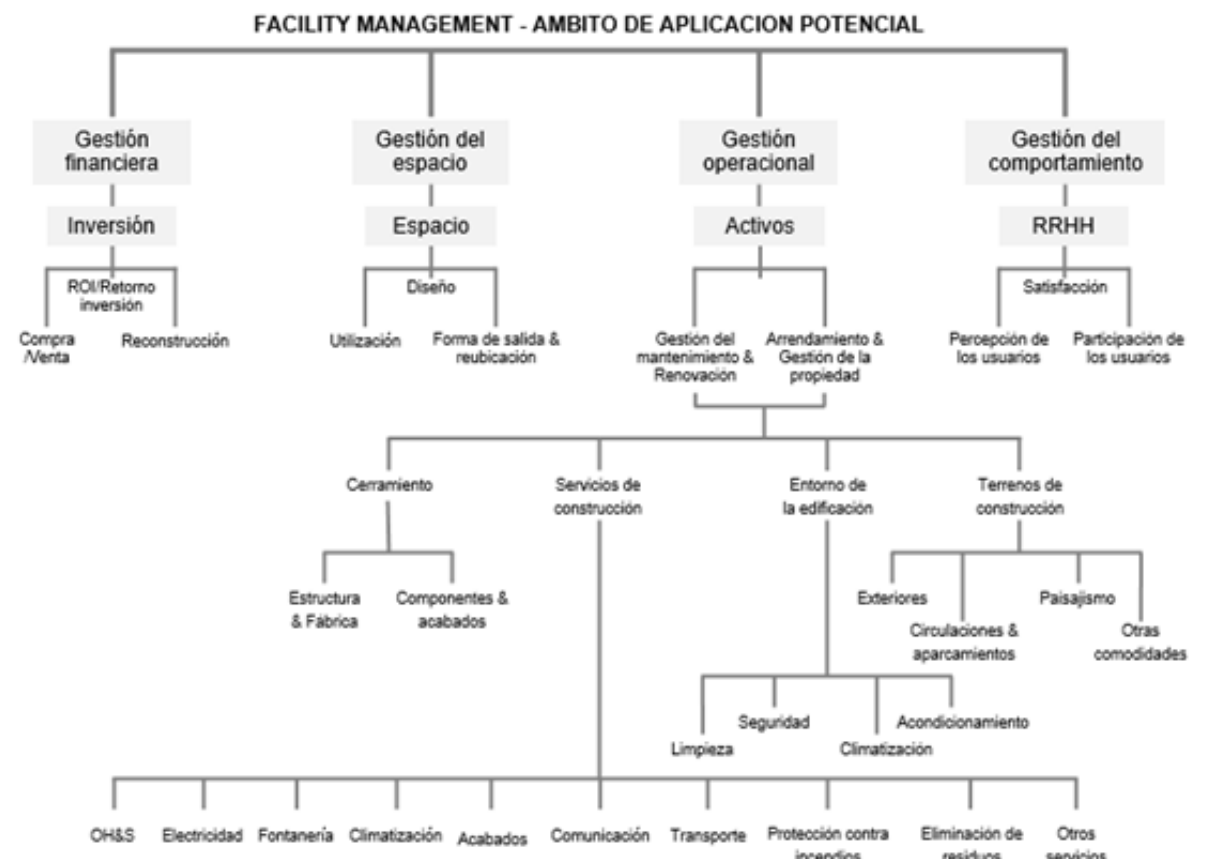 FACILITY MANAGEMENT - AMBITO DE APLICACION POTENCIAL
Gestión
financiera
Gestión del
espacio
Gestión
operacional
Gestión del
comportamiento
Inversión
Espacio
Activos
RRHH
ROI/Retorno
inversión
Diseño
Satisfacción
Compra
/Venta
Reconstrucción
Utilización
Forma de salida &
reubicación
Gestión del
mantenimiento &
Renovación
Arrendamiento &
Gestión de la
propiedad
Percepción de
los usuarios
Participación de
los usuarios
Cerramiento
Servicios de
construcción
Entorno de
la edificación
Terrenos de
construcción
Estructura
& Fábrica
Componentes &
acabados
Exteriores
Circulaciones &
aparcamientos
Paisajismo
Otras
comodidades
Limpieza
Seguridad
Climatización
Acondicionamiento
OH&S
Electricidad
Fontanería
Climatización
Acabados
Comunicación
Transporte
Protección contra
incendios
Eliminación de
residuos
Otros
servicios